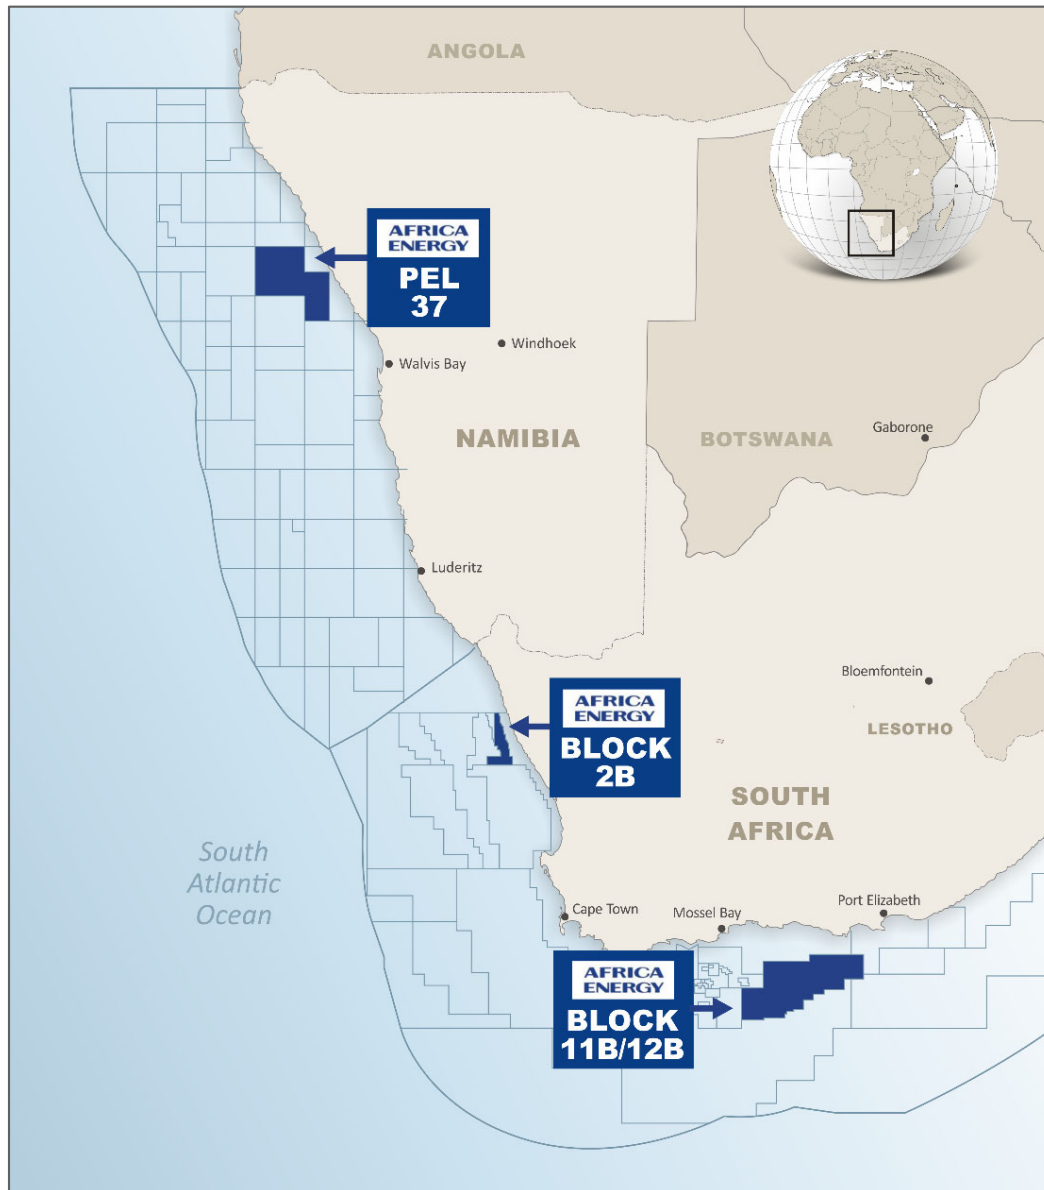 ANGOLA
AFRICA
ENERGY
PEL
37
Windhoek
Walvis Bay
NAMIBIA
BOTSWANA
Gaborone
Luderitz
Bloemfontein
LESOTHO
AFRICA
ENERGY
BLOCK
2B
SOUTH
AFRICA
South
Atlantic
Ocean
Cape Town
Mossel Bay
Port Elizabeth
AFRICA
ENERGY
BLOCK
11B/12B